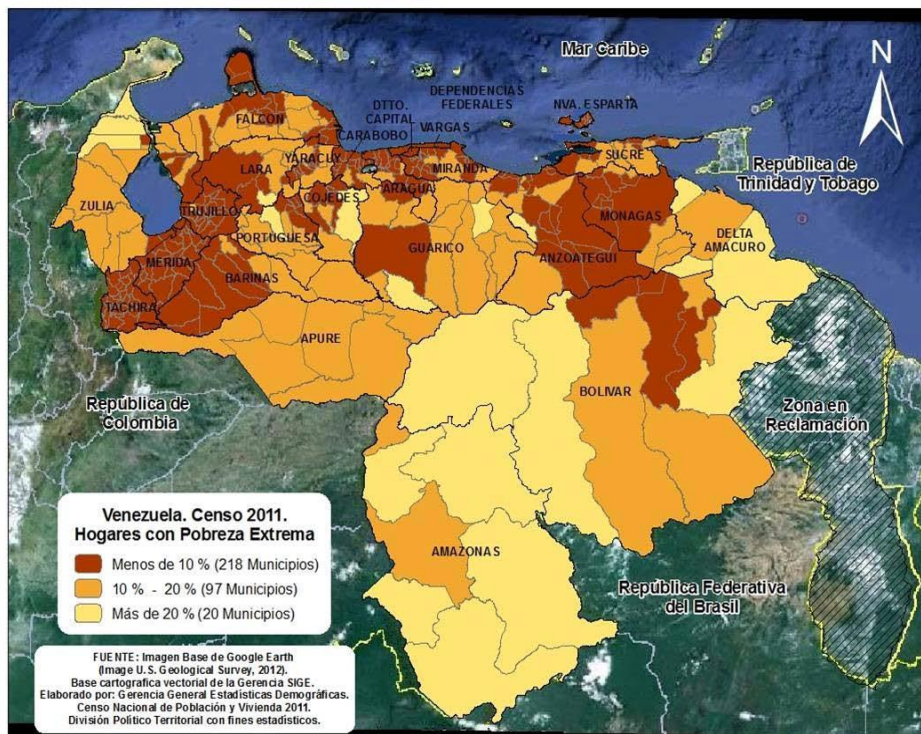 Mar Caribe
N
DEPENDENCIAS
FEDERALES
DTTO.
CAPITAL
NVA. ESPARTA
VARGAS
CARABOBO
FALCON
SUCRE
YARACUY
MIRANDA
LARA
República de
Trinidad y Tobago
ARAGUA
COJEDES
ZULIA
TRUJILLO
MONAGAS
PORTUGUESA
DELTA
AMACURO
GUARICO
ANZOATEGUI
MERIDA
BARINAS
TACHIRA
APURE
BOLIVAR
República de
Colombia
Zona en
Reclamación
Venezuela. Censo 2011.
Hogares con Pobreza Extrema
Menos de 10 % (218 Municipios)
10 % - 20 % (97 Municipios)
Más de 20 % (20 Municipios)
AMAZONAS
República Federativa
del Brasil
FUENTE: Imagen Base de Google Earth
(Image U.S. Geological Survey, 2012).
Base cartografica vectorial de la Gerencia SIGE.
Elaborado por: Gerencia General Estadísticas Demográficas.
Censo Nacional de Población y Vivienda 2011.
División Político Territorial con fines estadísticos.